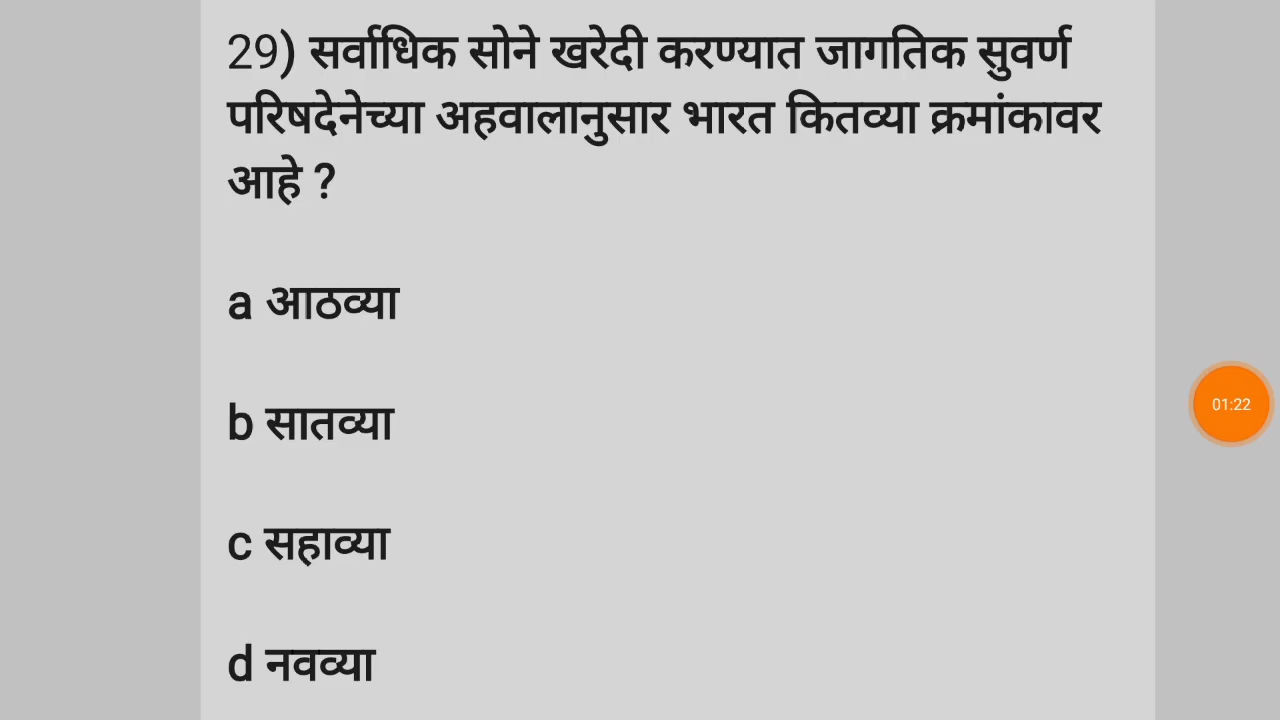 29) सर्वाधिक सोने खरेदी करण्यात जागतिक सुवर्ण
परिषदेनेच्या अहवालानुसार भारत कितव्या क्रमांकावर
आहे ?
a आठव्या
b सातव्या
01:22
c सहाव्या
d नवव्या